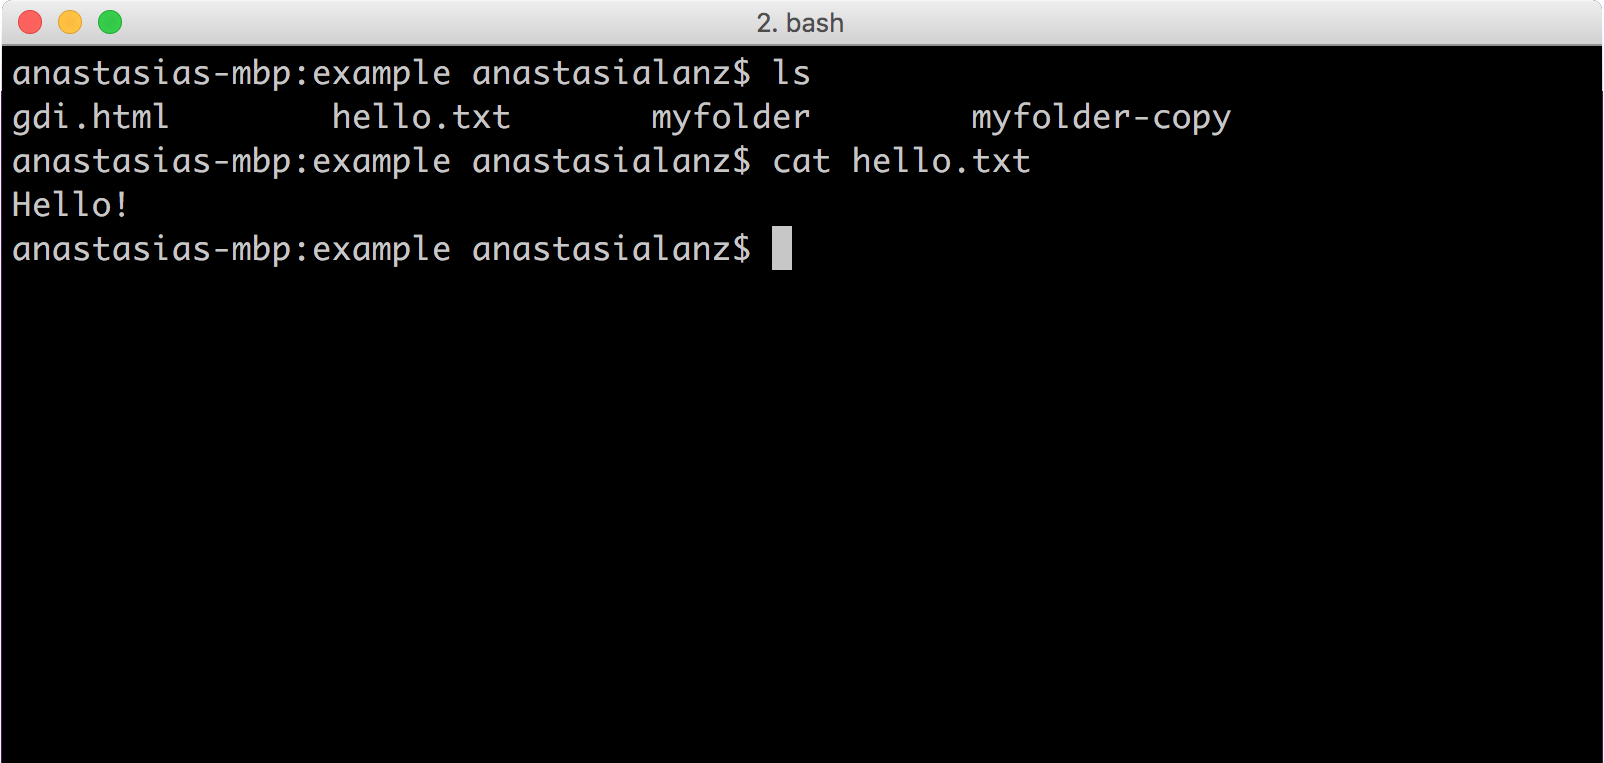 2. bash
anastasias-mbp:example anastasialanz$ ls
gdi.html        hello.txt       myfolder        myfolder-copy
anastasias-mbp:example anastasialanz$ cat hello.txt
Hello!
anastasias-mbp:example anastasialanz$